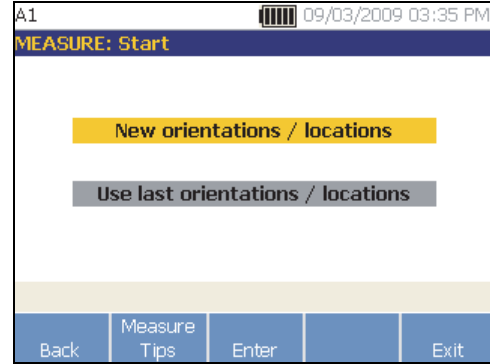 A1 09/03/2009 03:35 PM
MEASURE: Start
New orientations / locations
Use last orientations / locations
Measure
Back Tips Enter Exit